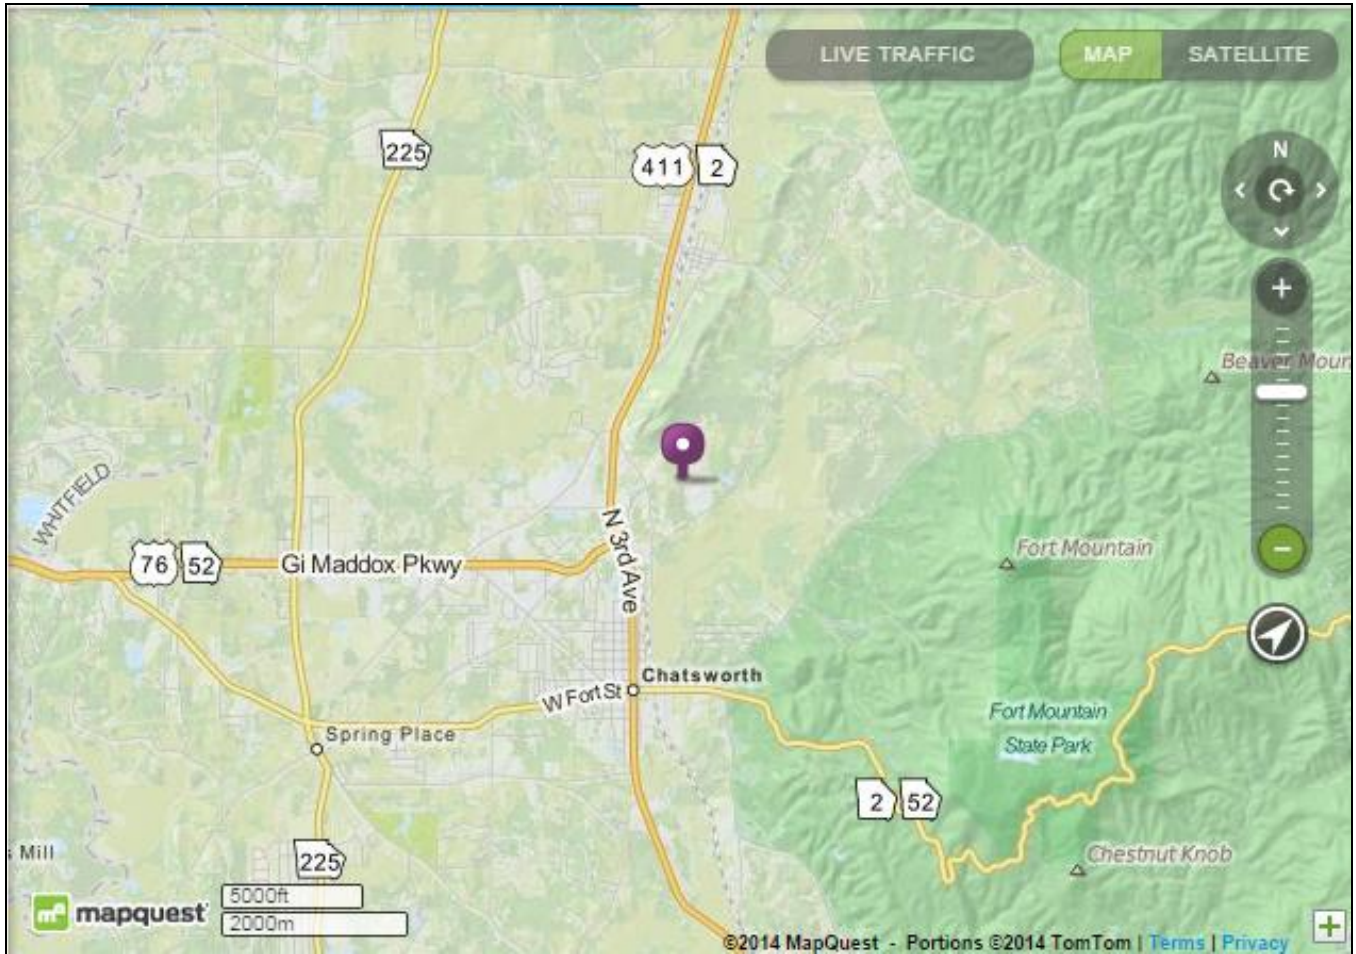 LIVE TRAFFIC
MAP
SATELLITE
225
411
2
N
Beaver Moun
WHITFIELD
76
52
Gi Maddox Pkwy
N 3rd Ave
Fort Mountain
Chatsworth
W Fort St
Spring Place
Fort Mountain
State Park
2
52
s Mill
225
Chestnut Knob
5000ft
2000m
mapquest
©2014 MapQuest - Portions ©2014 TomTom | Terms | Privacy